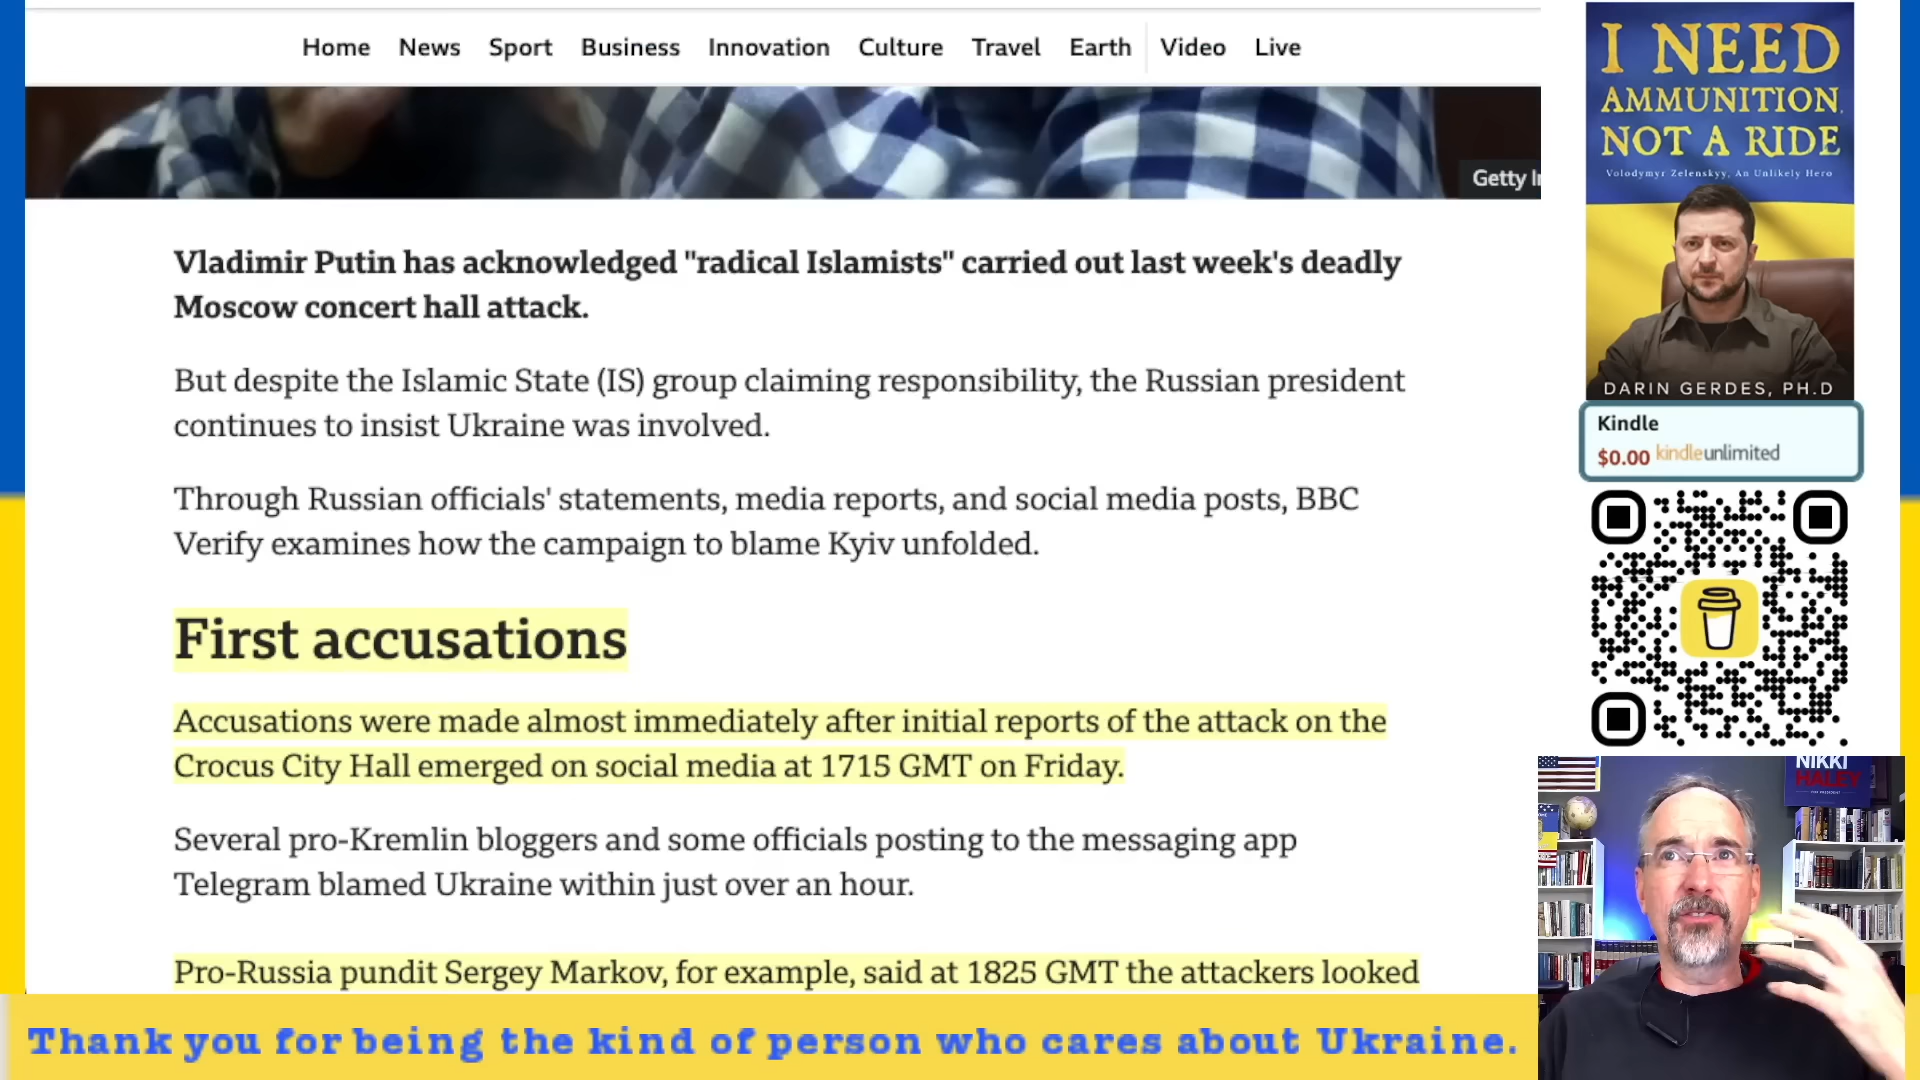 Home News Sport Business Innovation Culture Travel Earth Video Live
Getty I
Vladimir Putin has acknowledged "radical Islamists" carried out last week's deadly
Moscow concert hall attack.
But despite the Islamic State (IS) group claiming responsibility, the Russian president
continues to insist Ukraine was involved.
Through Russian officials' statements, media reports, and social media posts, BBC
Verify examines how the campaign to blame Kyiv unfolded.
First accusations
Accusations were made almost immediately after initial reports of the attack on the
Crocus City Hall emerged on social media at 1715 GMT on Friday.
Several pro-Kremlin bloggers and some officials posting to the messaging app
Telegram blamed Ukraine within just over an hour.
Pro-Russia pundit Sergey Markov, for example, said at 1825 GMT the attackers looked
I NEED
AMMUNITION,
NOT A RIDE
Volodymyr Zelenskyy, An Unlikely Hero
DARIN GERDES, PH.D
Kindle
$0.00 kindleunlimited
NIKKI
HALEY
Thank you for being the kind of person who cares about Ukraine.